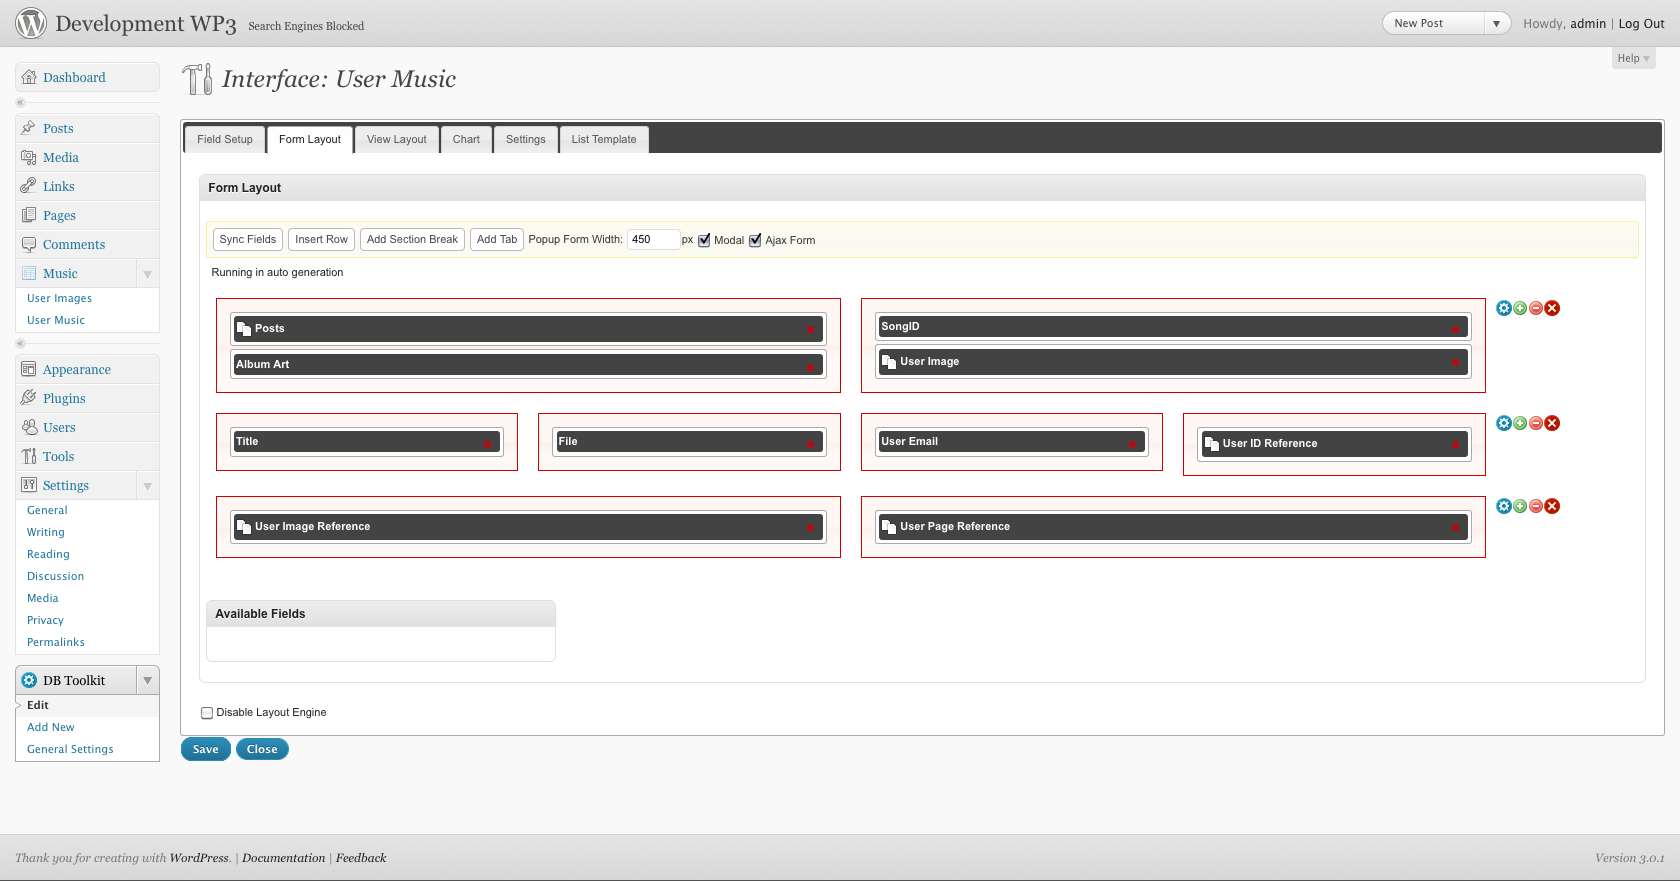 Development WP3 Search Engines Blocked
New Post
Howdy, admin | Log Out
Help
Dashboard
Posts
Media
Links
Pages
Comments
Music
User Images
User Music
Appearance
Plugins
Users
Tools
Settings
General
Writing
Reading
Discussion
Media
Privacy
Permalinks
DB Toolkit
Edit
Add New
General Settings
Interface: User Music
Field Setup Form Layout View Layout Chart Settings List Template
Form Layout
Sync Fields Insert Row Add Section Break Add Tab Popup Form Width: 450 px Modal Ajax Form
Running in auto generation
Posts
Album Art
SongID
User Image
Title File User Email User ID Reference
User Image Reference User Page Reference
Available Fields
Disable Layout Engine
Save Close
Thank you for creating with WordPress. | Documentation | Feedback
Version 3.0.1